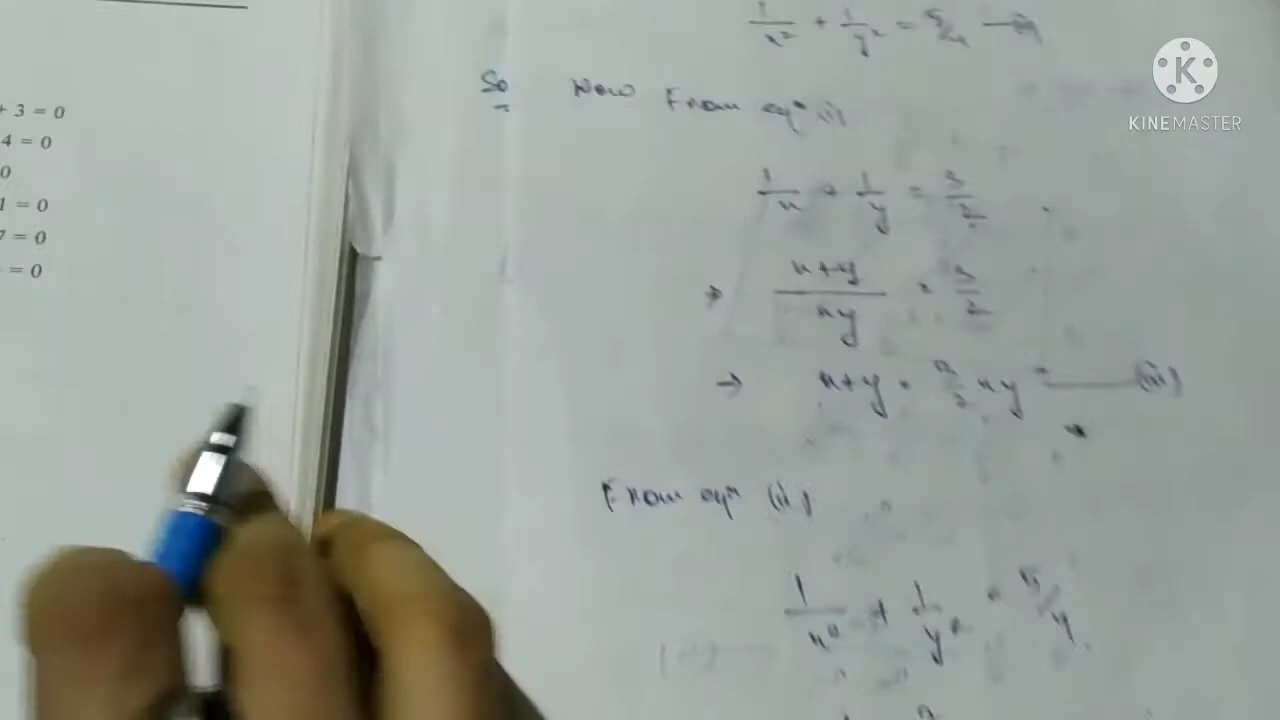 + 3 = 0
4 = 0
0
1 = 0
7 = 0
= 0
1/x² + 1/y² = 5/4 — (ii)
So Now From eqⁿ (i)
1/x + 1/y = 3/2
→ x+y/xy = 3/2
→ x+y = 3/2 xy — (iii)
From eqⁿ (ii)
1/x² + 1/y² = 5/4
KINEMASTER